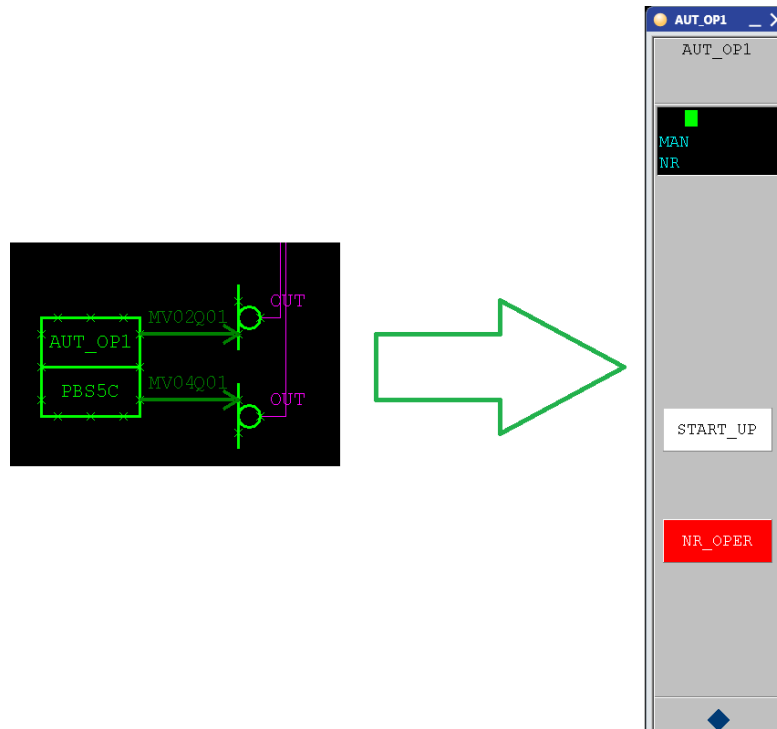 AUT_OP1
AUT_OP1
MAN
NR
OUT
MV02Q01
AUT_OP1
PBS5C
MV04Q01
OUT
START_UP
NR_OPER